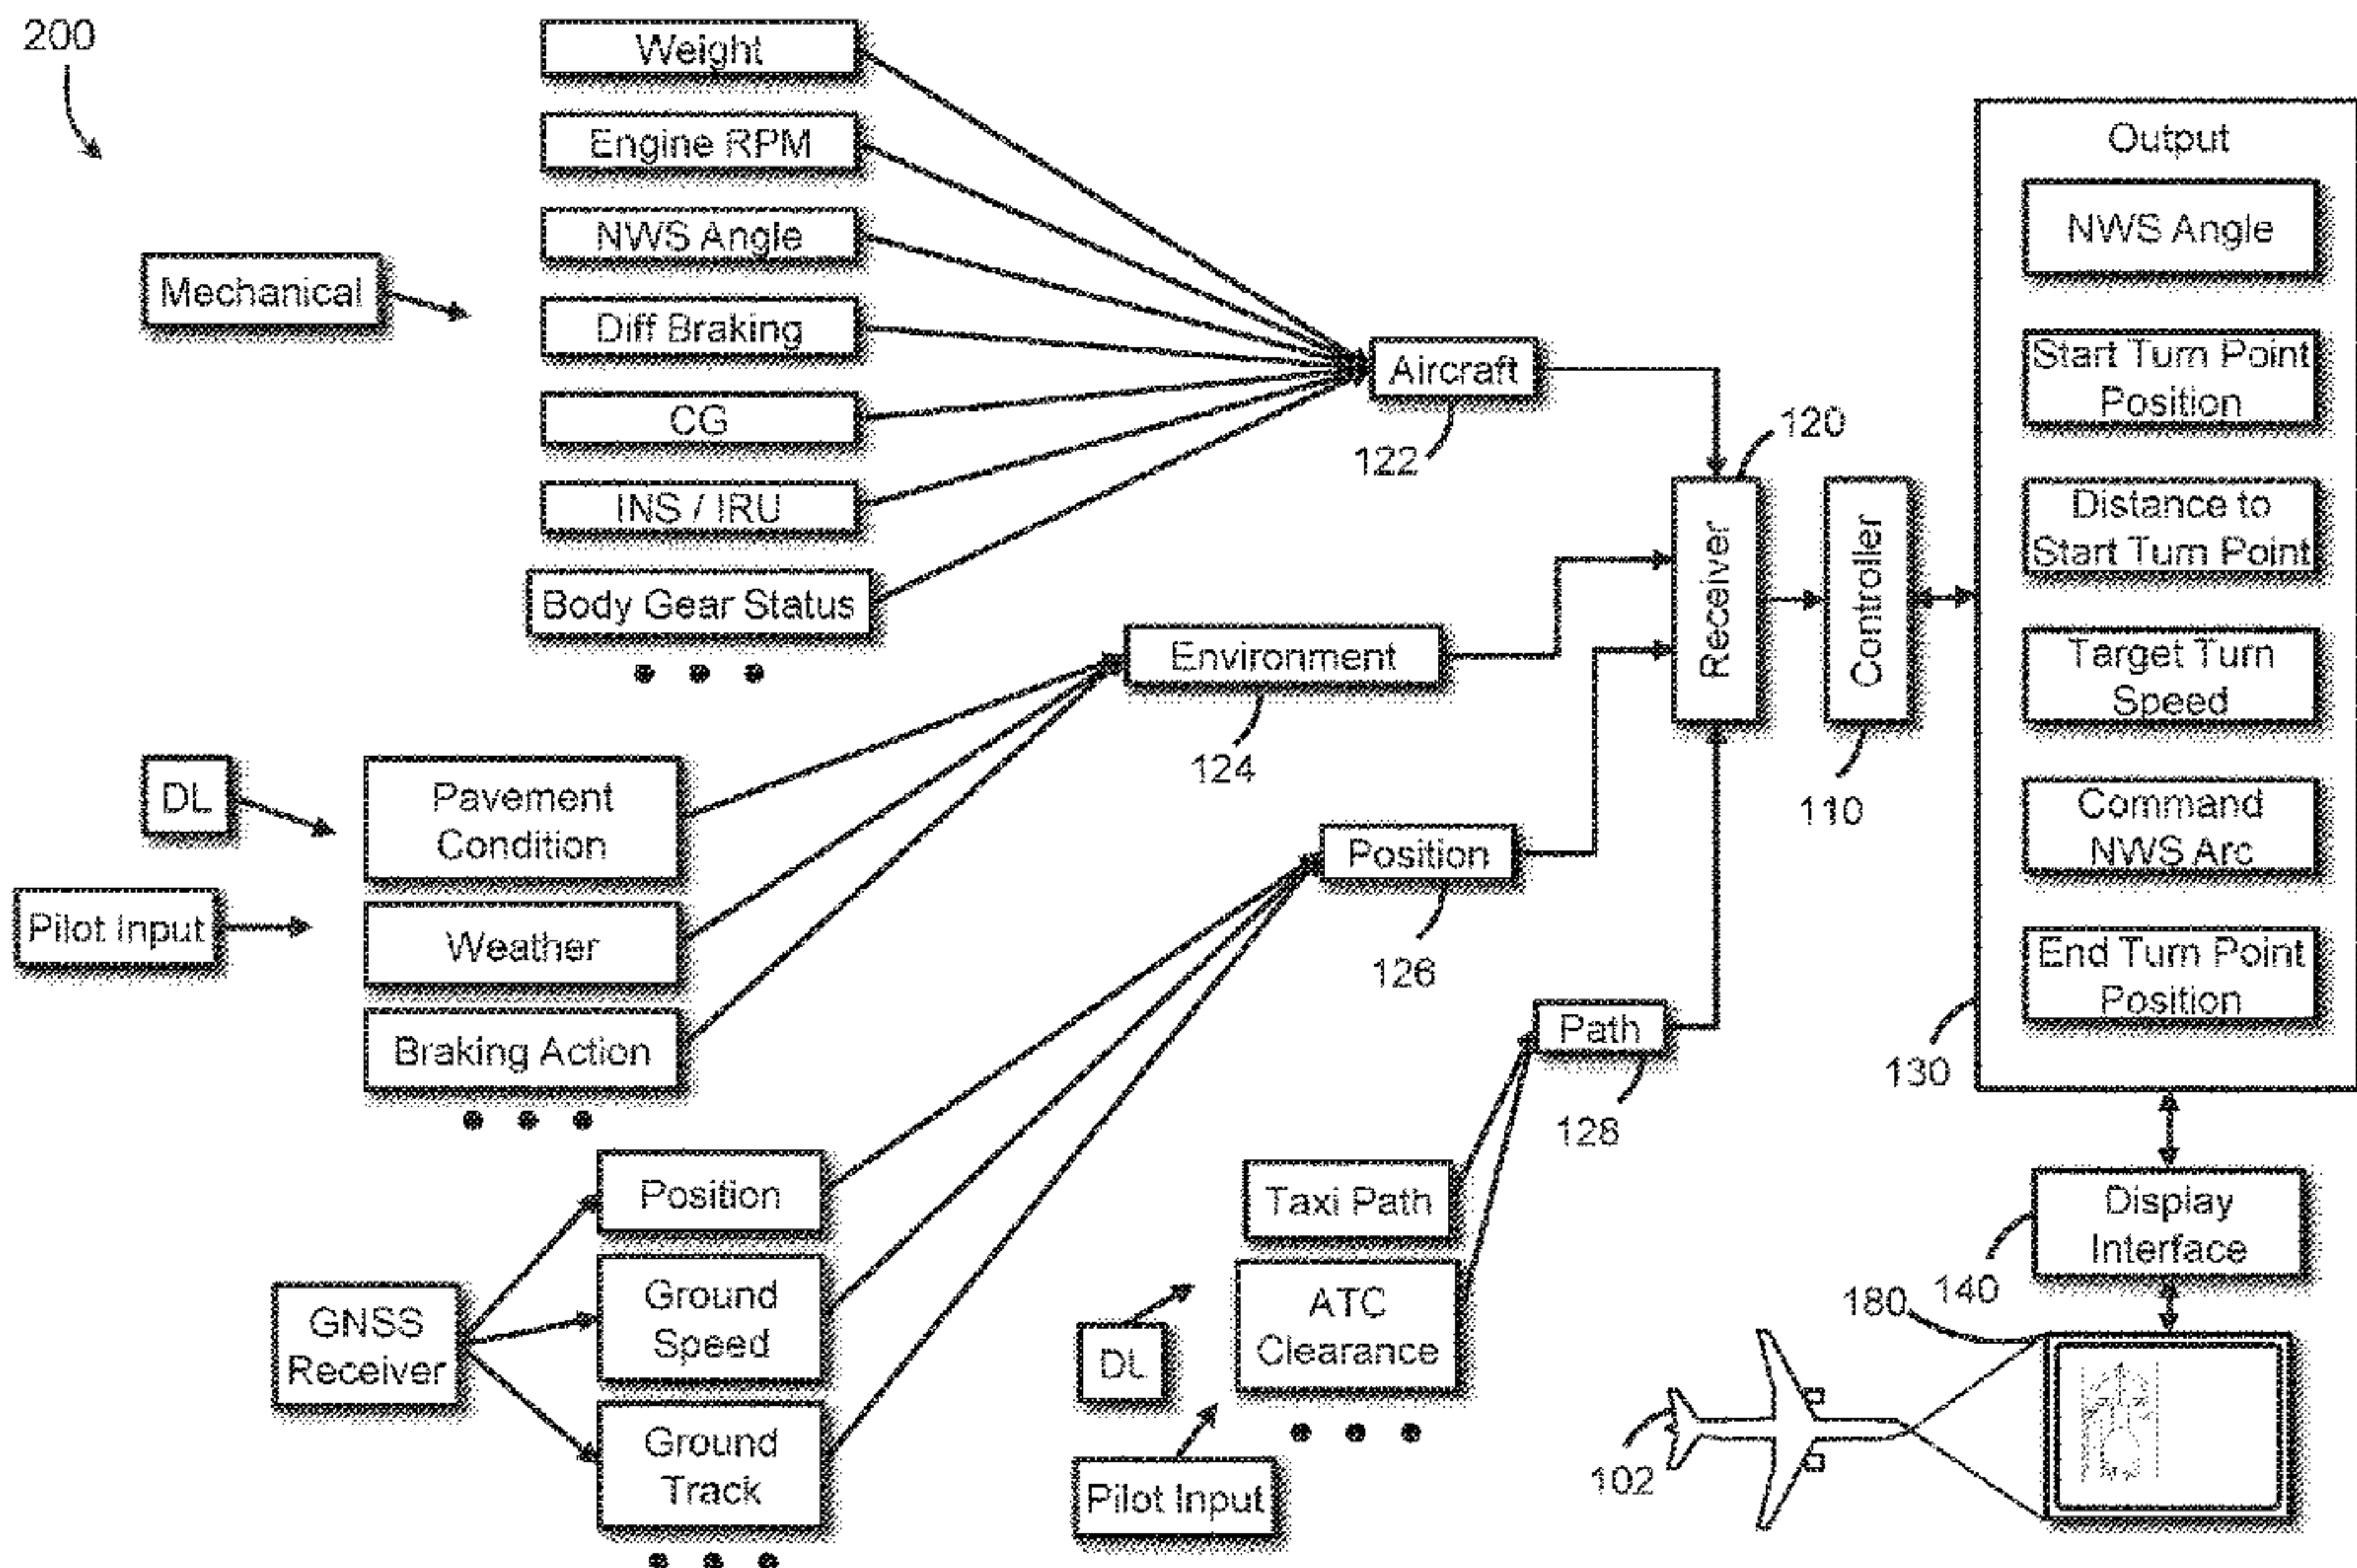 200
Weight
Engine RPM
NWS Angle
Mechanical
Diff Braking
CG
INS / IRU
Body Gear Status
Aircraft
122
Environment
124
DL
Pavement
Condition
Pilot Input
Weather
Braking Action
Position
126
Position
Ground
Speed
Ground
Track
GNSS
Receiver
Path
128
Taxi Path
ATC
Clearance
DL
Pilot Input
120
Receiver
Controller
110
Output
NWS Angle
Start Turn Point
Position
Distance to
Start Turn Point
Target Turn
Speed
Command
NWS Arc
End Turn Point
Position
130
Display
Interface
140
180
102